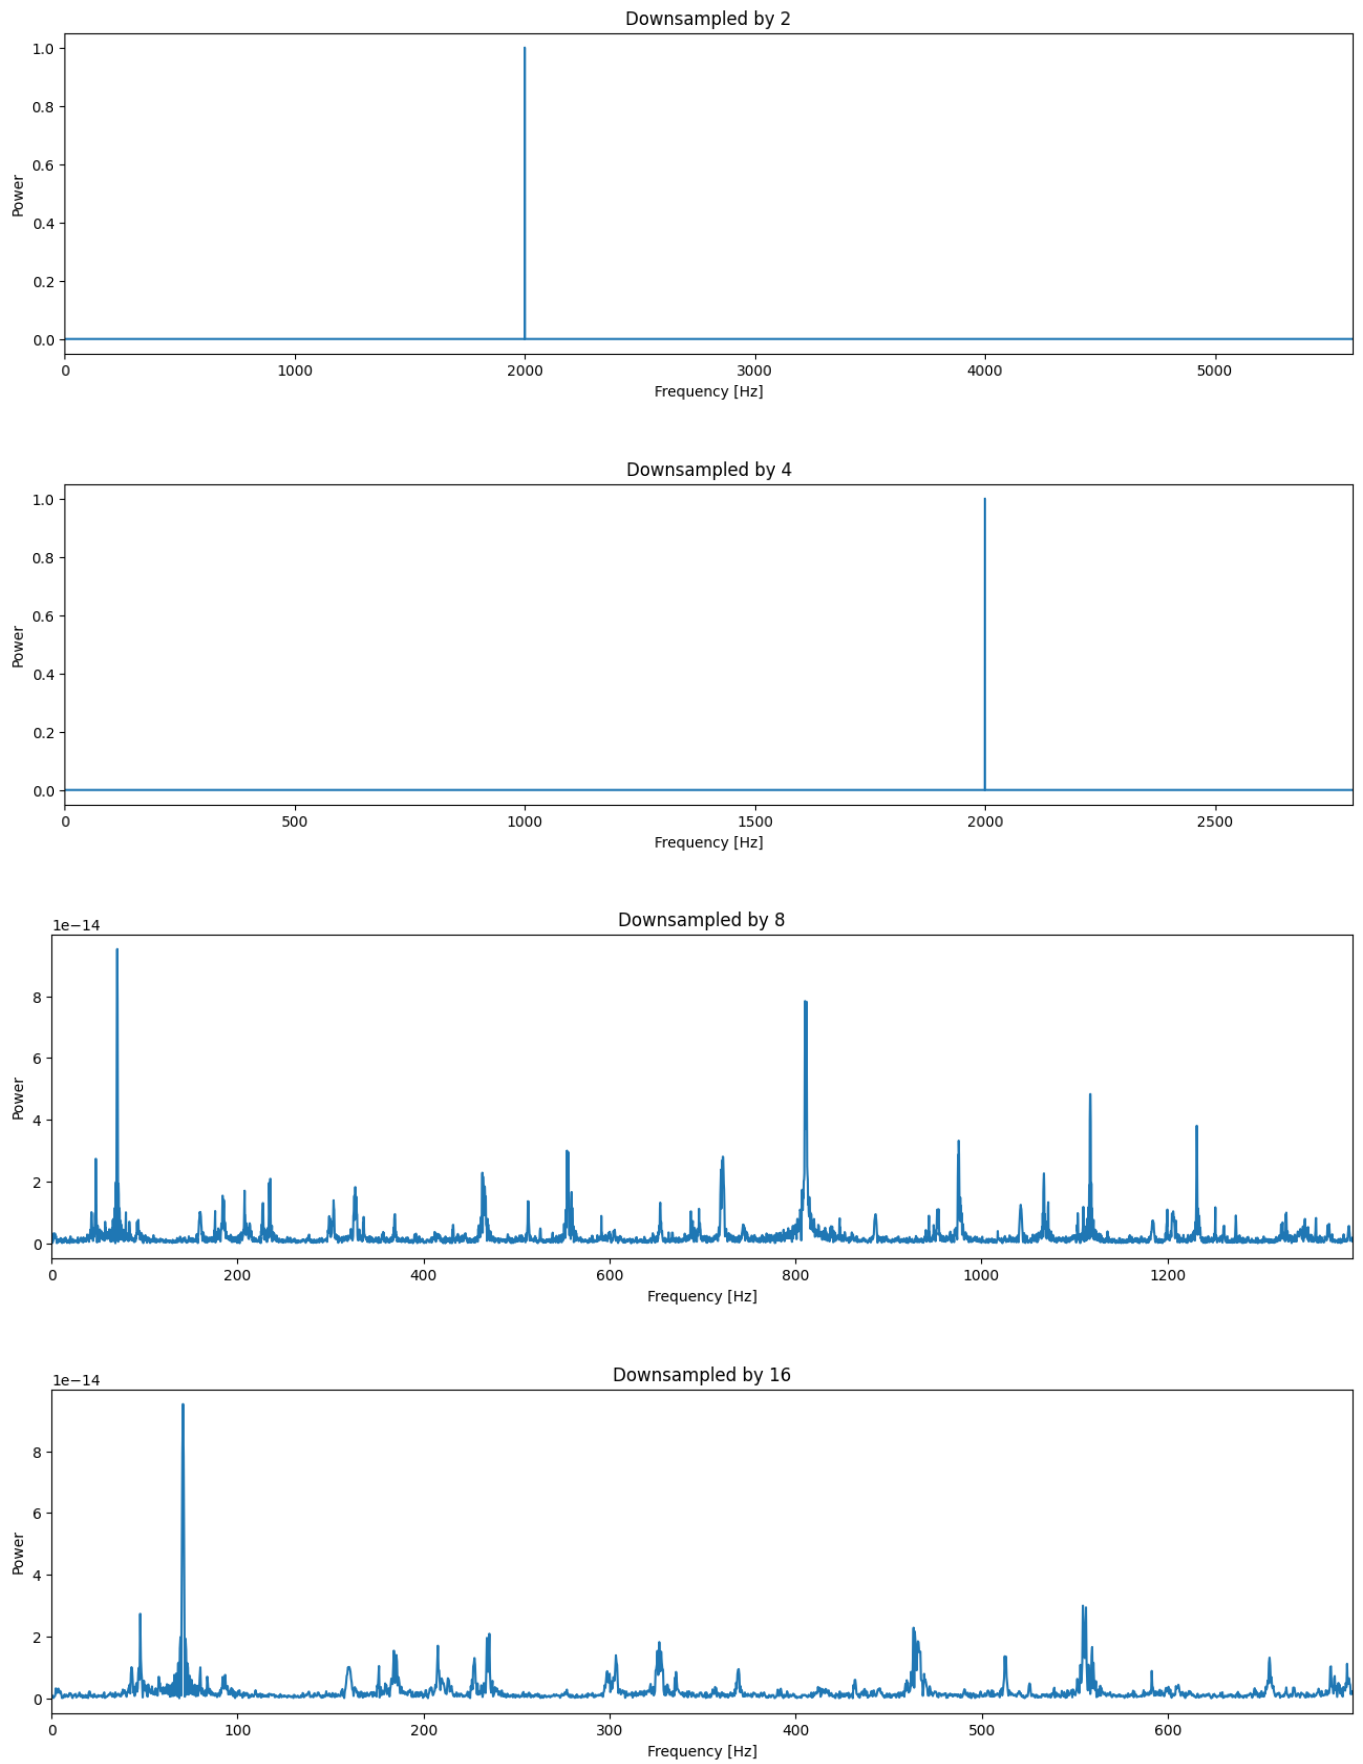 Downsampled by 2
1.0
0.8
0.6
0.4
0.2
0.0
Power
0 1000 2000 3000 4000 5000
Frequency [Hz]
Downsampled by 4
1.0
0.8
0.6
0.4
0.2
0.0
Power
0 500 1000 1500 2000 2500
Frequency [Hz]
Downsampled by 8
1e−14
8
6
4
2
0
Power
0 200 400 600 800 1000 1200
Frequency [Hz]
Downsampled by 16
1e−14
8
6
4
2
0
Power
0 100 200 300 400 500 600
Frequency [Hz]